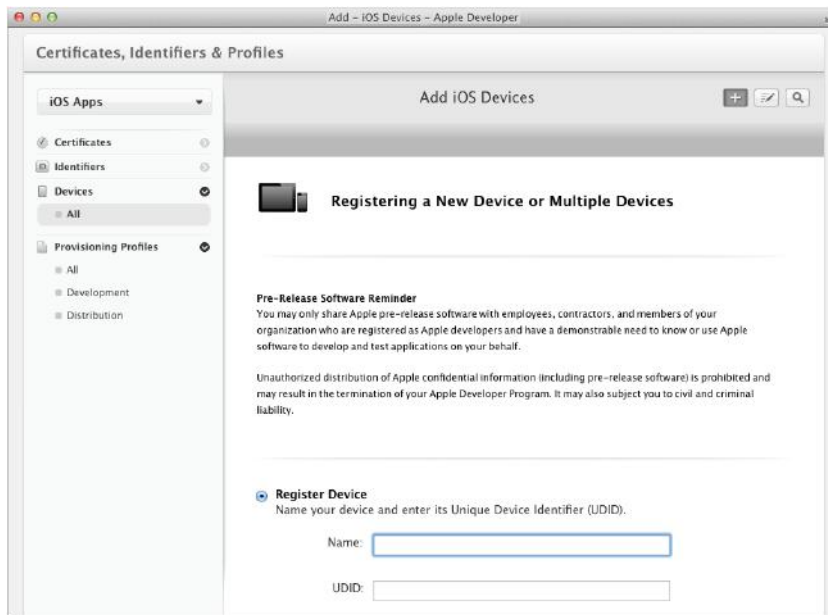 Add – iOS Devices – Apple Developer
Certificates, Identifiers & Profiles
iOS Apps
Certificates
Identifiers
Devices
All
Provisioning Profiles
All
Development
Distribution
Add iOS Devices
Registering a New Device or Multiple Devices
Pre-Release Software Reminder
You may only share Apple pre-release software with employees, contractors, and members of your
organization who are registered as Apple developers and have a demonstrable need to know or use Apple
software to develop and test applications on your behalf.
Unauthorized distribution of Apple confidential information (including pre-release software) is prohibited and
may result in the termination of your Apple Developer Program. It may also subject you to civil and criminal
liability.
Register Device
Name your device and enter its Unique Device Identifier (UDID).
Name:
UDID: